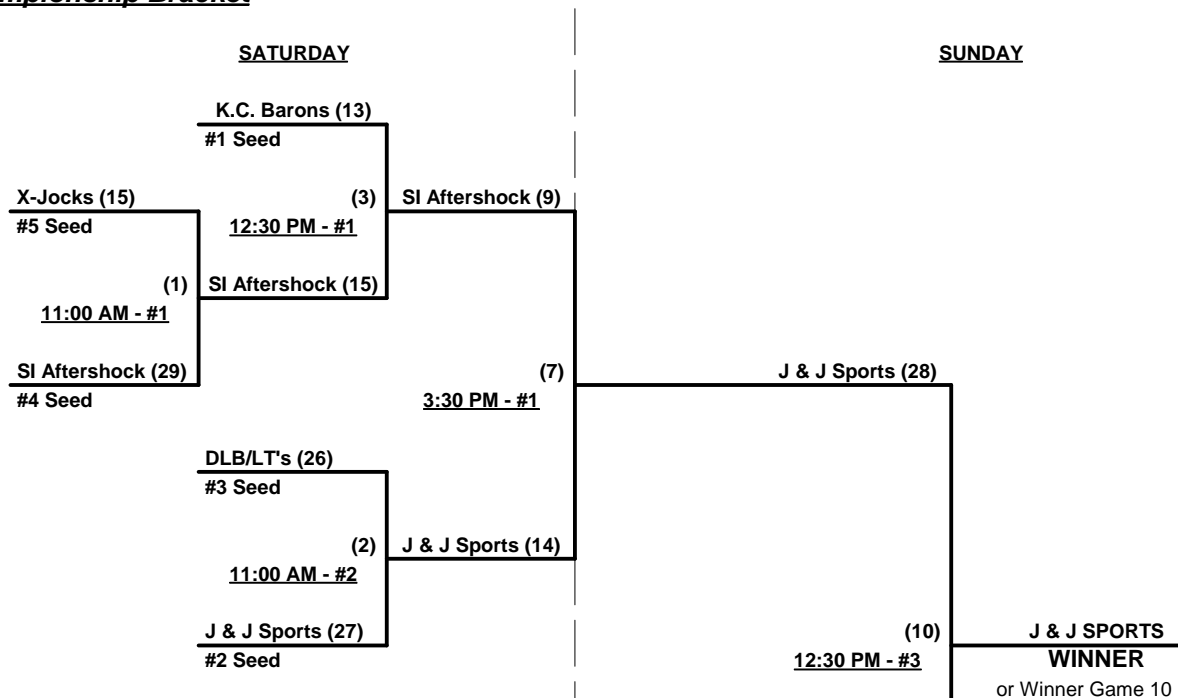 SATURDAY
SUNDAY
K.C. Barons (13)
#1 Seed
X-Jocks (15)
#5 Seed
(3)
12:30 PM - #1
SI Aftershock (9)
(1)
11:00 AM - #1
SI Aftershock (15)
SI Aftershock (29)
#4 Seed
(7)
3:30 PM - #1
J & J Sports (28)
DLB/LT's (26)
#3 Seed
(2)
11:00 AM - #2
J & J Sports (14)
J & J Sports (27)
#2 Seed
(10)
12:30 PM - #3
J & J SPORTS
WINNER
or Winner Game 10